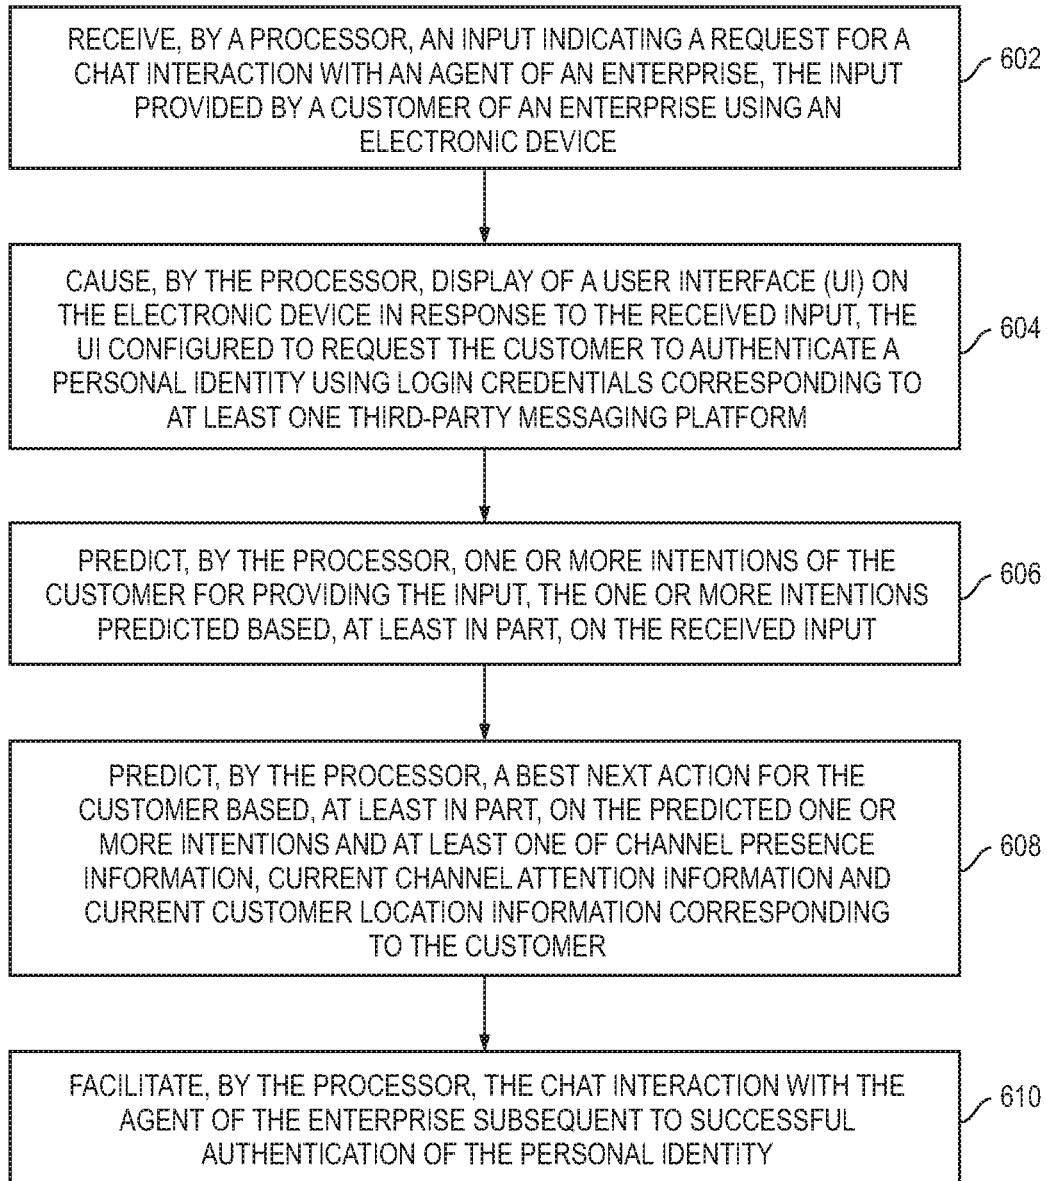 RECEIVE, BY A PROCESSOR, AN INPUT INDICATING A REQUEST FOR A
CHAT INTERACTION WITH AN AGENT OF AN ENTERPRISE, THE INPUT
PROVIDED BY A CUSTOMER OF AN ENTERPRISE USING AN
ELECTRONIC DEVICE
602
CAUSE, BY THE PROCESSOR, DISPLAY OF A USER INTERFACE (UI) ON
THE ELECTRONIC DEVICE IN RESPONSE TO THE RECEIVED INPUT, THE
UI CONFIGURED TO REQUEST THE CUSTOMER TO AUTHENTICATE A
PERSONAL IDENTITY USING LOGIN CREDENTIALS CORRESPONDING TO
AT LEAST ONE THIRD-PARTY MESSAGING PLATFORM
604
PREDICT, BY THE PROCESSOR, ONE OR MORE INTENTIONS OF THE
CUSTOMER FOR PROVIDING THE INPUT, THE ONE OR MORE INTENTIONS
PREDICTED BASED, AT LEAST IN PART, ON THE RECEIVED INPUT
606
PREDICT, BY THE PROCESSOR, A BEST NEXT ACTION FOR THE
CUSTOMER BASED, AT LEAST IN PART, ON THE PREDICTED ONE OR
MORE INTENTIONS AND AT LEAST ONE OF CHANNEL PRESENCE
INFORMATION, CURRENT CHANNEL ATTENTION INFORMATION AND
CURRENT CUSTOMER LOCATION INFORMATION CORRESPONDING
TO THE CUSTOMER
608
FACILITATE, BY THE PROCESSOR, THE CHAT INTERACTION WITH THE
AGENT OF THE ENTERPRISE SUBSEQUENT TO SUCCESSFUL
AUTHENTICATION OF THE PERSONAL IDENTITY
610